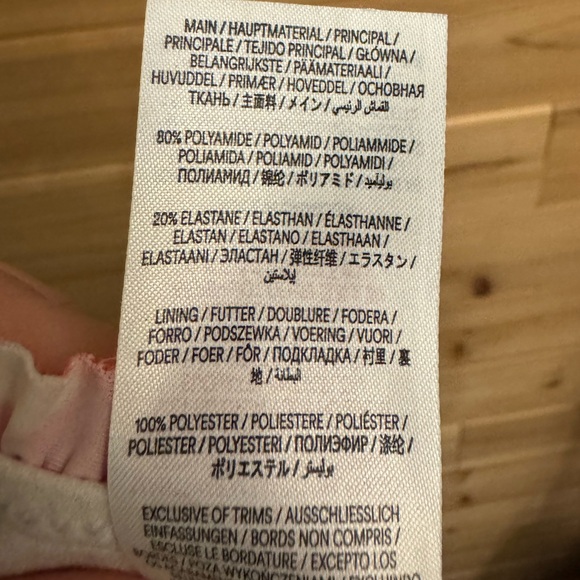 MAIN / HAUPTMATERIAL / PRINCIPAL /
PRINCIPALE / TEJIDO PRINCIPAL / GŁÓWNA /
BELANGRIJKSTE / PÄÄMATERIAALI /
HUVUDDEL / PRIMÆR / HOVEDDEL / ОСНОВНАЯ
ТКАНЬ / 主面料 / メイン / القماش الرئيسي
80% POLYAMIDE / POLYAMID / POLIAMMIDE /
POLIAMIDA / POLIAMID / POLYAMIDI /
ПОЛИАМИД / 锦纶 / ポリアミド / بولیآمید
20% ELASTANE / ELASTHAN / ÉLASTHANNE /
ELASTAN / ELASTANO / ELASTHAAN /
ELASTAANI / ЭЛАСТАН / 弹性纤维 / エラスタン /
إيلاستين
LINING / FUTTER / DOUBLURE / FODERA /
FORRO / PODSZEWKA / VOERING / VUORI /
FODER / FOER / FÔR / ПОДКЛАДКА / 衬里 / 裏
地 / البطانة
100% POLYESTER / POLIESTERE / POLIÉSTER /
POLIESTER / POLYESTERI / ПОЛИЭФИР / 涤纶 /
ポリエステル / بوليستر
EXCLUSIVE OF TRIMS / AUSSCHLIESSLICH
EINFASSUNGEN / BORDS NON COMPRIS /
ESCLUSE LE BORDATURE / EXCEPTO LOS